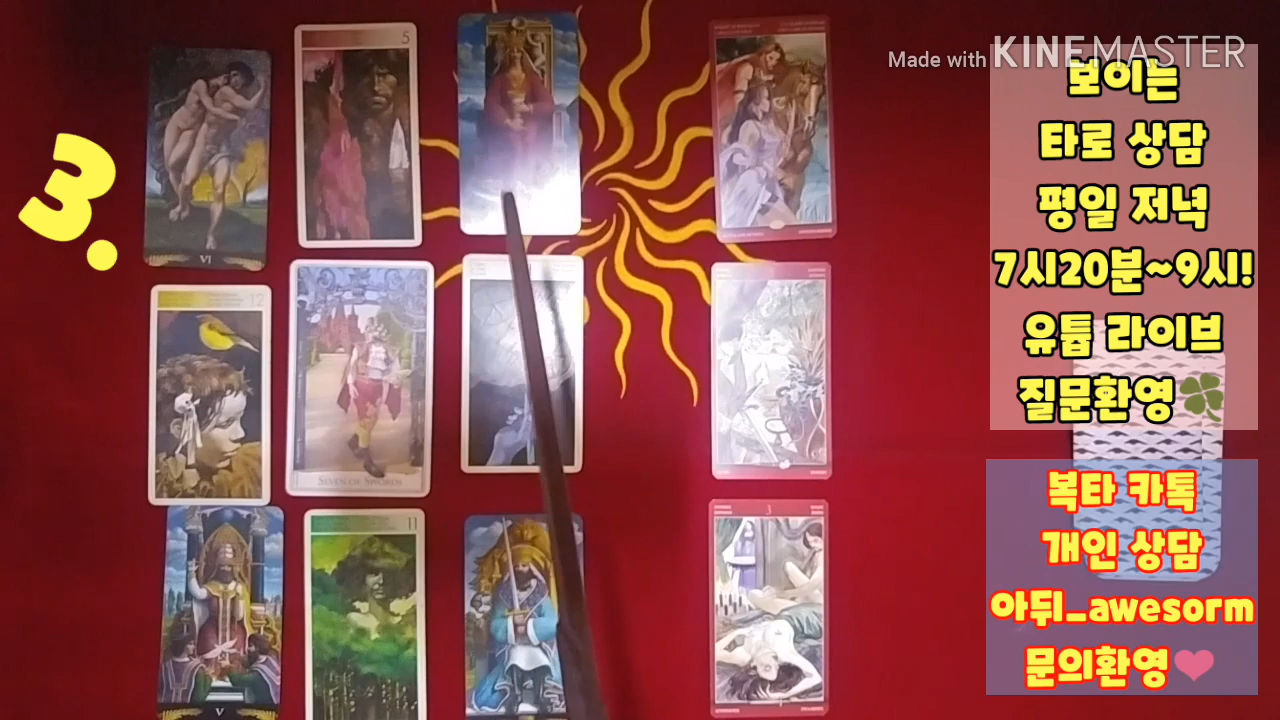 Made with KINEMASTER
3.
보이는
타로 상담
평일 저녁
7시20분~9시!
유튭 라이브
질문환영🍀
복타 카톡
개인 상담
아뒤_awesorm
문의환영❤
5
VI
12
SEVEN OF SWORDS
V
11
3